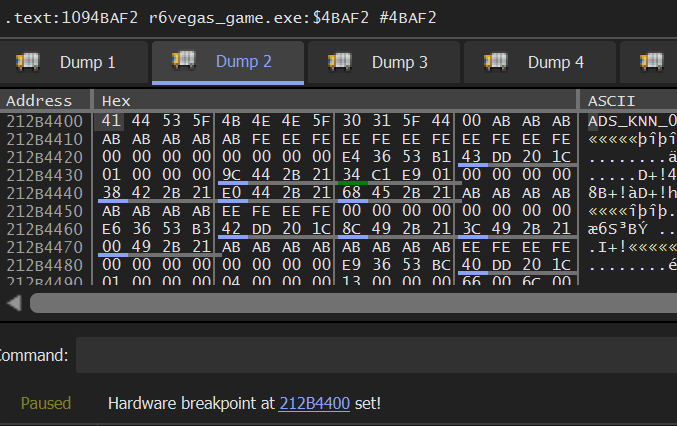 .text:1094BAF2 r6vegas_game.exe:$4BAF2 #4BAF2
Dump 1 Dump 2 Dump 3 Dump 4
Address Hex ASCII
212B4400 41 44 53 5F 4B 4E 4E 5F 30 31 5F 44 00 AB AB AB ADS_KNN_0
212B4410 AB AB AB AB AB FE EE FE EE FE EE FE EE FE EE FE «««««þîþî
212B4420 00 00 00 00 00 00 00 00 E4 36 53 B1 43 DD 20 1C ........ä
212B4430 01 00 00 00 9C 44 2B 21 34 C1 E9 01 00 00 00 00 .....D+!4
212B4440 38 42 2B 21 E0 44 2B 21 68 45 2B 21 AB AB AB AB 8B+!àD+!h
212B4450 AB AB AB AB EE FE EE FE 00 00 00 00 00 00 00 00 ««««îþîþ.
212B4460 E6 36 53 B3 42 DD 20 1C 8C 49 2B 21 3C 49 2B 21 æ6S³BÝ ..
212B4470 00 49 2B 21 AB AB AB AB AB AB AB AB EE FE EE FE .I+!«««««
212B4480 00 00 00 00 00 00 00 00 E9 36 53 BC 40 DD 20 1C ........é
212B4490 01 00 00 00 04 00 00 00 13 00 00 00 66 00 6C 00
Command:
Paused Hardware breakpoint at 212B4400 set!